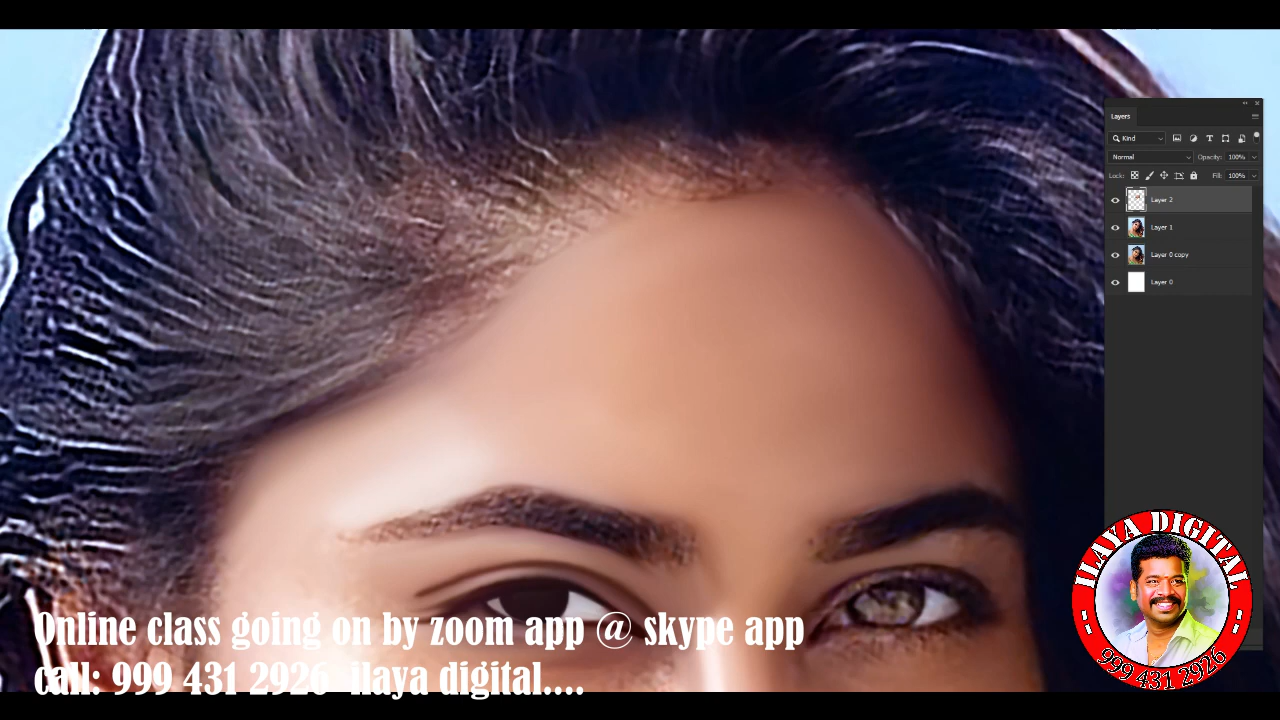 Layers
Kind
Normal Opacity: 100%
Lock: Fill: 100%
Layer 2
Layer 1
Layer 0 copy
Layer 0
ILAYA DIGITAL
999 431 2926
Online class going on by zoom app @ skype app
call: 999 431 2926 ilaya digital....